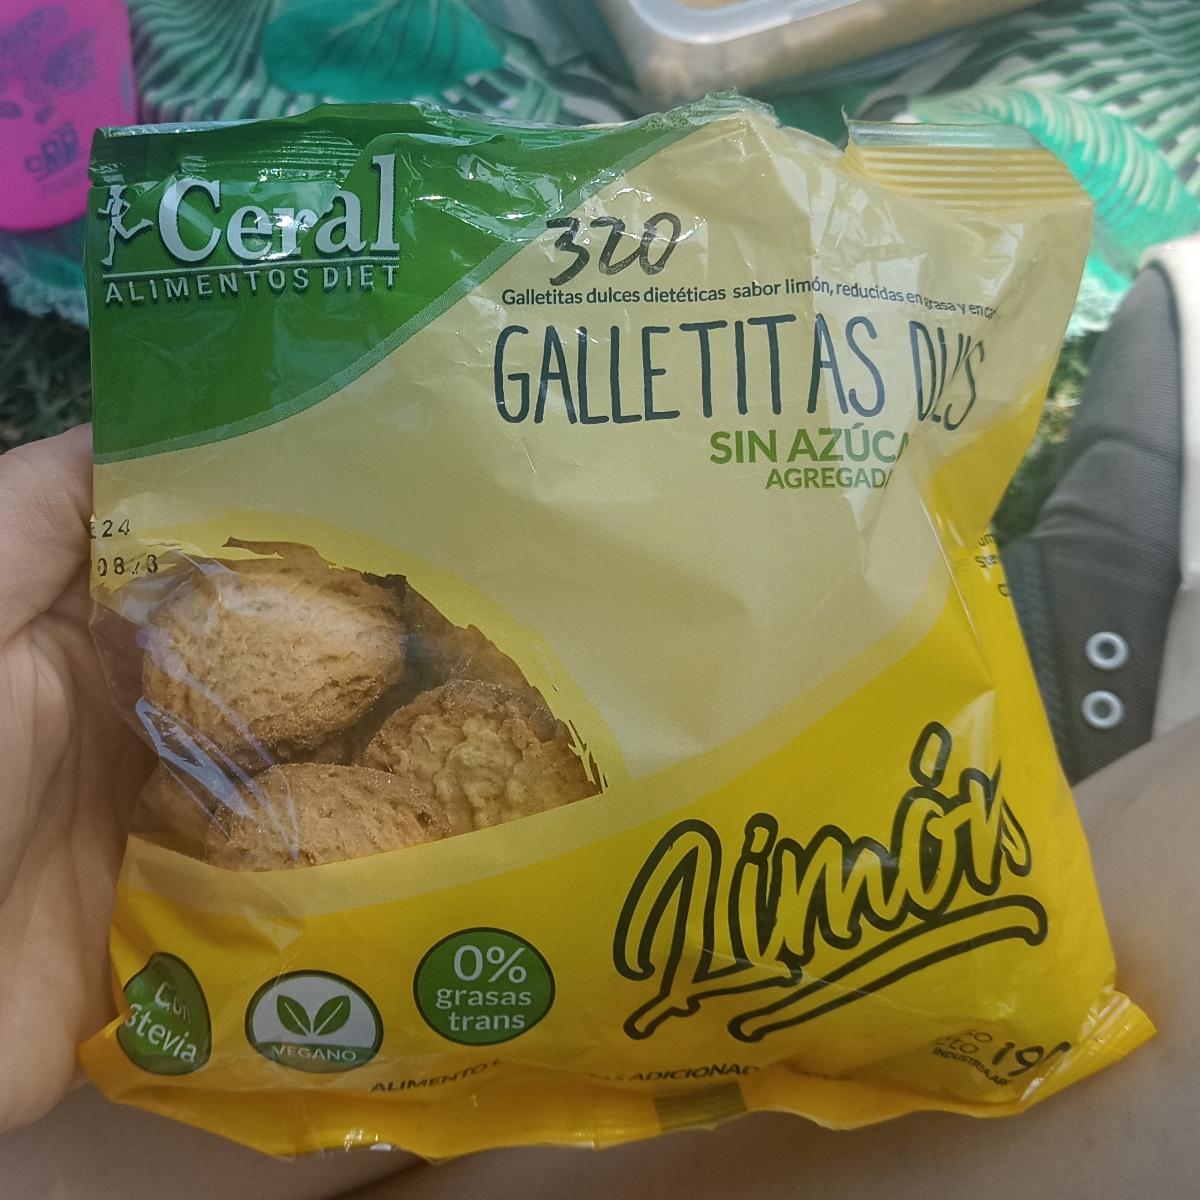 Ceral
ALIMENTOS DIET
320
Galletitas dulces dietéticas sabor limón, reducidas en grasa y en
GALLETITAS
SIN
AGREGADA
24
Limón
Con
stevia
VEGANO
0%
grasas
trans
ALIMENTO